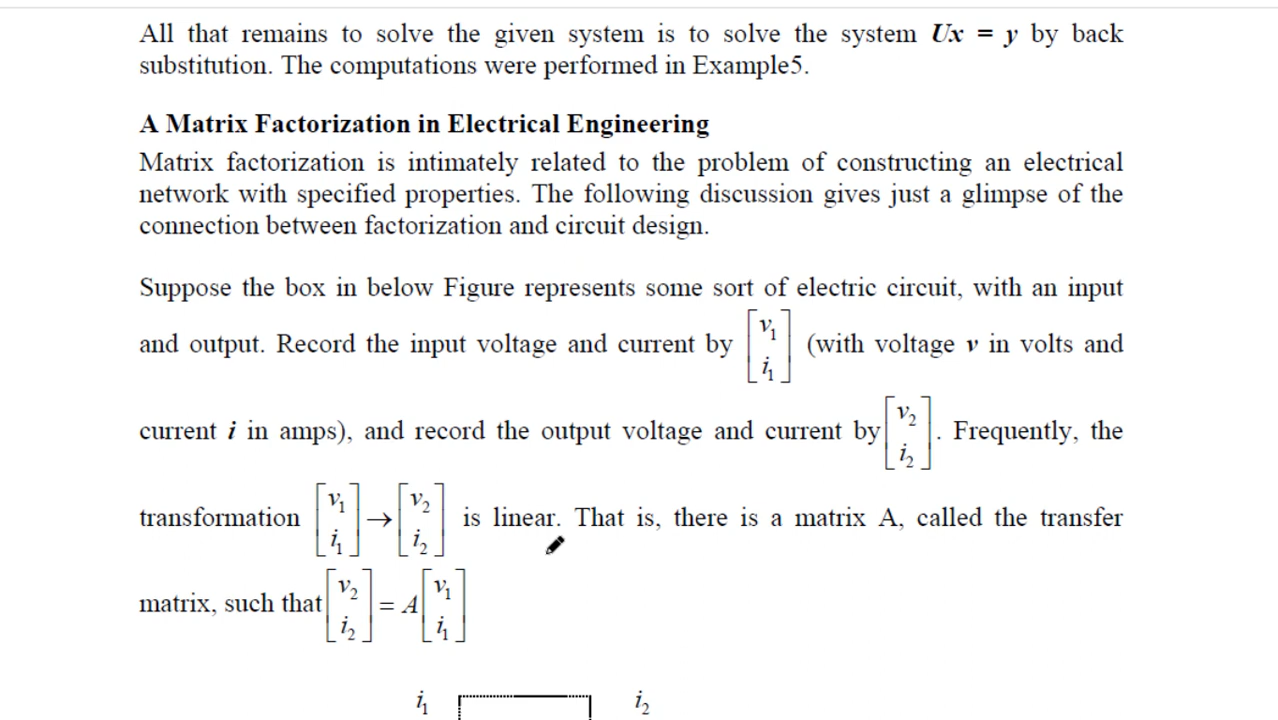 All that remains to solve the given system is to solve the system Ux = y by back
substitution. The computations were performed in Example5.
A Matrix Factorization in Electrical Engineering
Matrix factorization is intimately related to the problem of constructing an electrical
network with specified properties. The following discussion gives just a glimpse of the
connection between factorization and circuit design.
Suppose the box in below Figure represents some sort of electric circuit, with an input
and output. Record the input voltage and current by [v₁ i₁] (with voltage v in volts and
current i in amps), and record the output voltage and current by [v₂ i₂]. Frequently, the
transformation [v₁ i₁] → [v₂ i₂] is linear. That is, there is a matrix A, called the transfer
matrix, such that [v₂ i₂] = A [v₁ i₁]
i₁ i₂